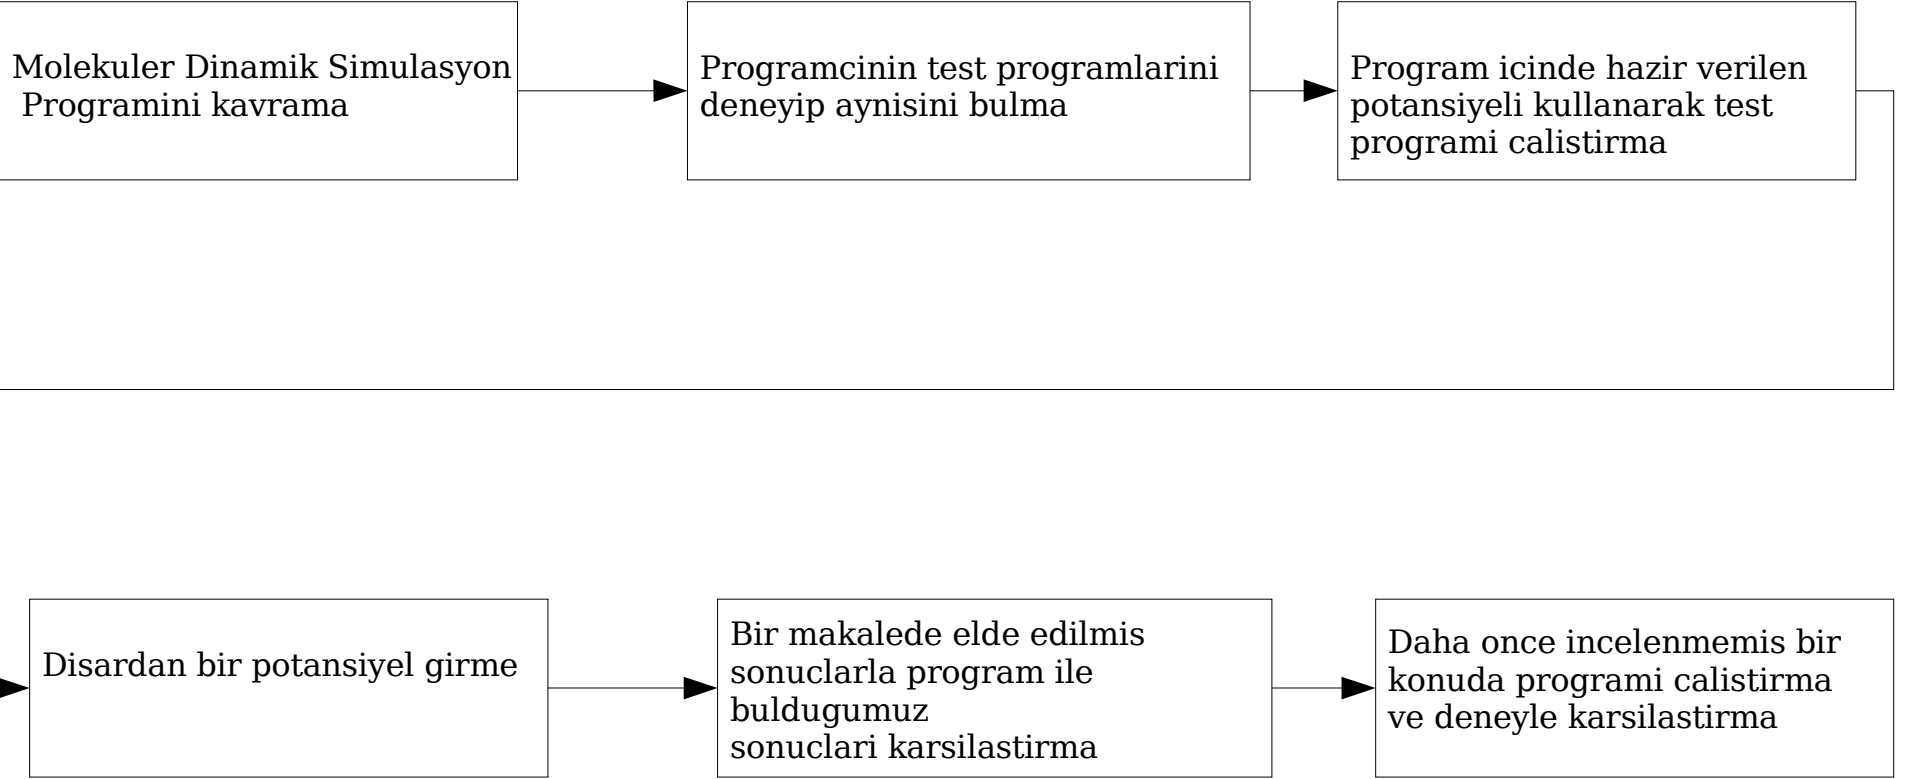 Molekuler Dinamik Simulasyon
Programini kavrama
Programcinin test programlarini
deneyip aynisini bulma
Program icinde hazir verilen
potansiyeli kullanarak test
programi calistirma
Disardan bir potansiyel girme
Bir makalede elde edilmis
sonuclarla program ile
buldugumuz
sonuclari karsilastirma
Daha once incelenmemis bir
konuda programi calistirma
ve deneyle karsilastirma